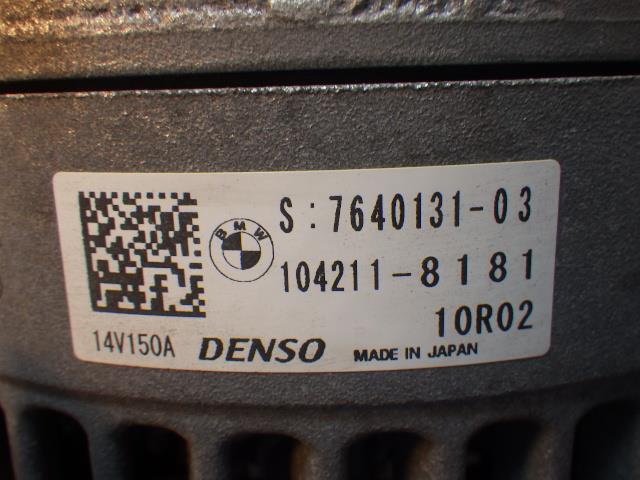 S:7640131-03
BMW
104211-8181
10R02
14V150A DENSO MADE IN JAPAN